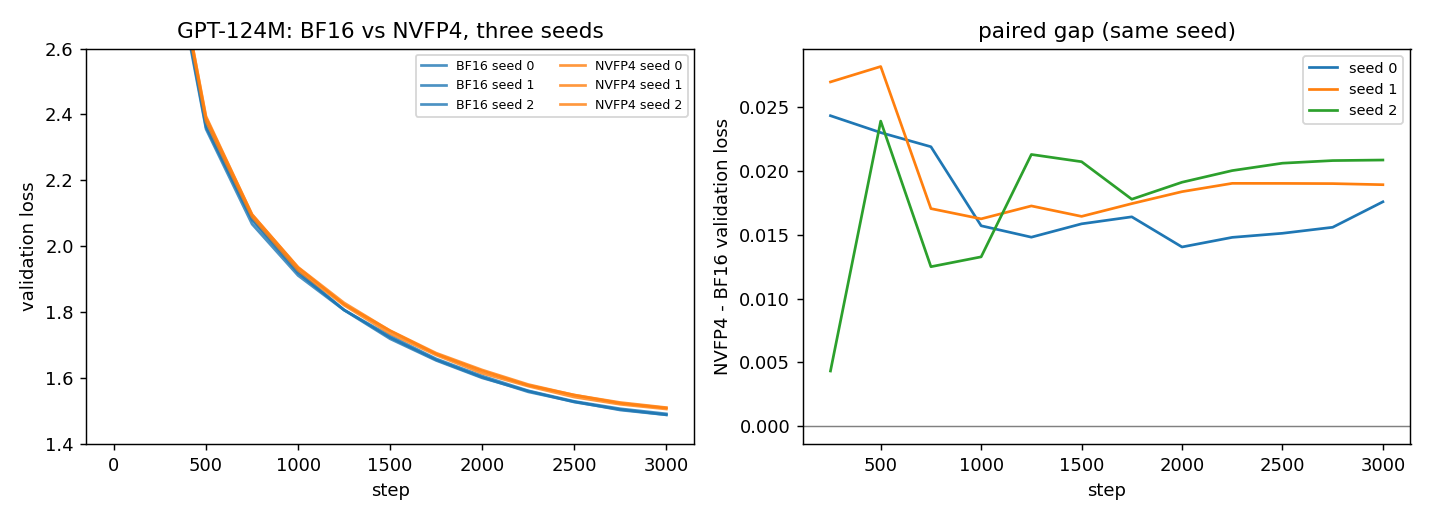 GPT-124M: BF16 vs NVFP4, three seeds
BF16 seed 0
BF16 seed 1
BF16 seed 2
NVFP4 seed 0
NVFP4 seed 1
NVFP4 seed 2
validation loss
2.6
2.4
2.2
2.0
1.8
1.6
1.4
0 500 1000 1500 2000 2500 3000
step
paired gap (same seed)
seed 0
seed 1
seed 2
NVFP4 - BF16 validation loss
0.025
0.020
0.015
0.010
0.005
0.000
500 1000 1500 2000 2500 3000
step